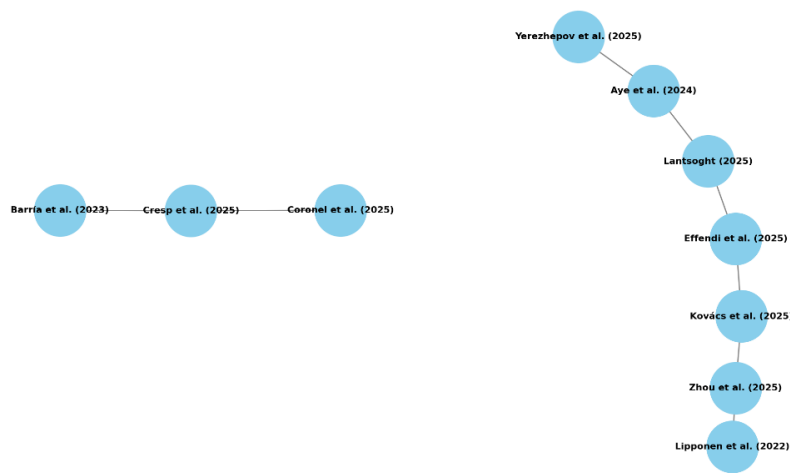 Yerezhepov et al. (2025)
Aye et al. (2024)
Lantsoght (2025)
Barría et al. (2023)
Cresp et al. (2025)
Coronel et al. (2025)
Effendi et al. (2025)
Kovács et al. (2025)
Zhou et al. (2025)
Lipponen et al. (2022)